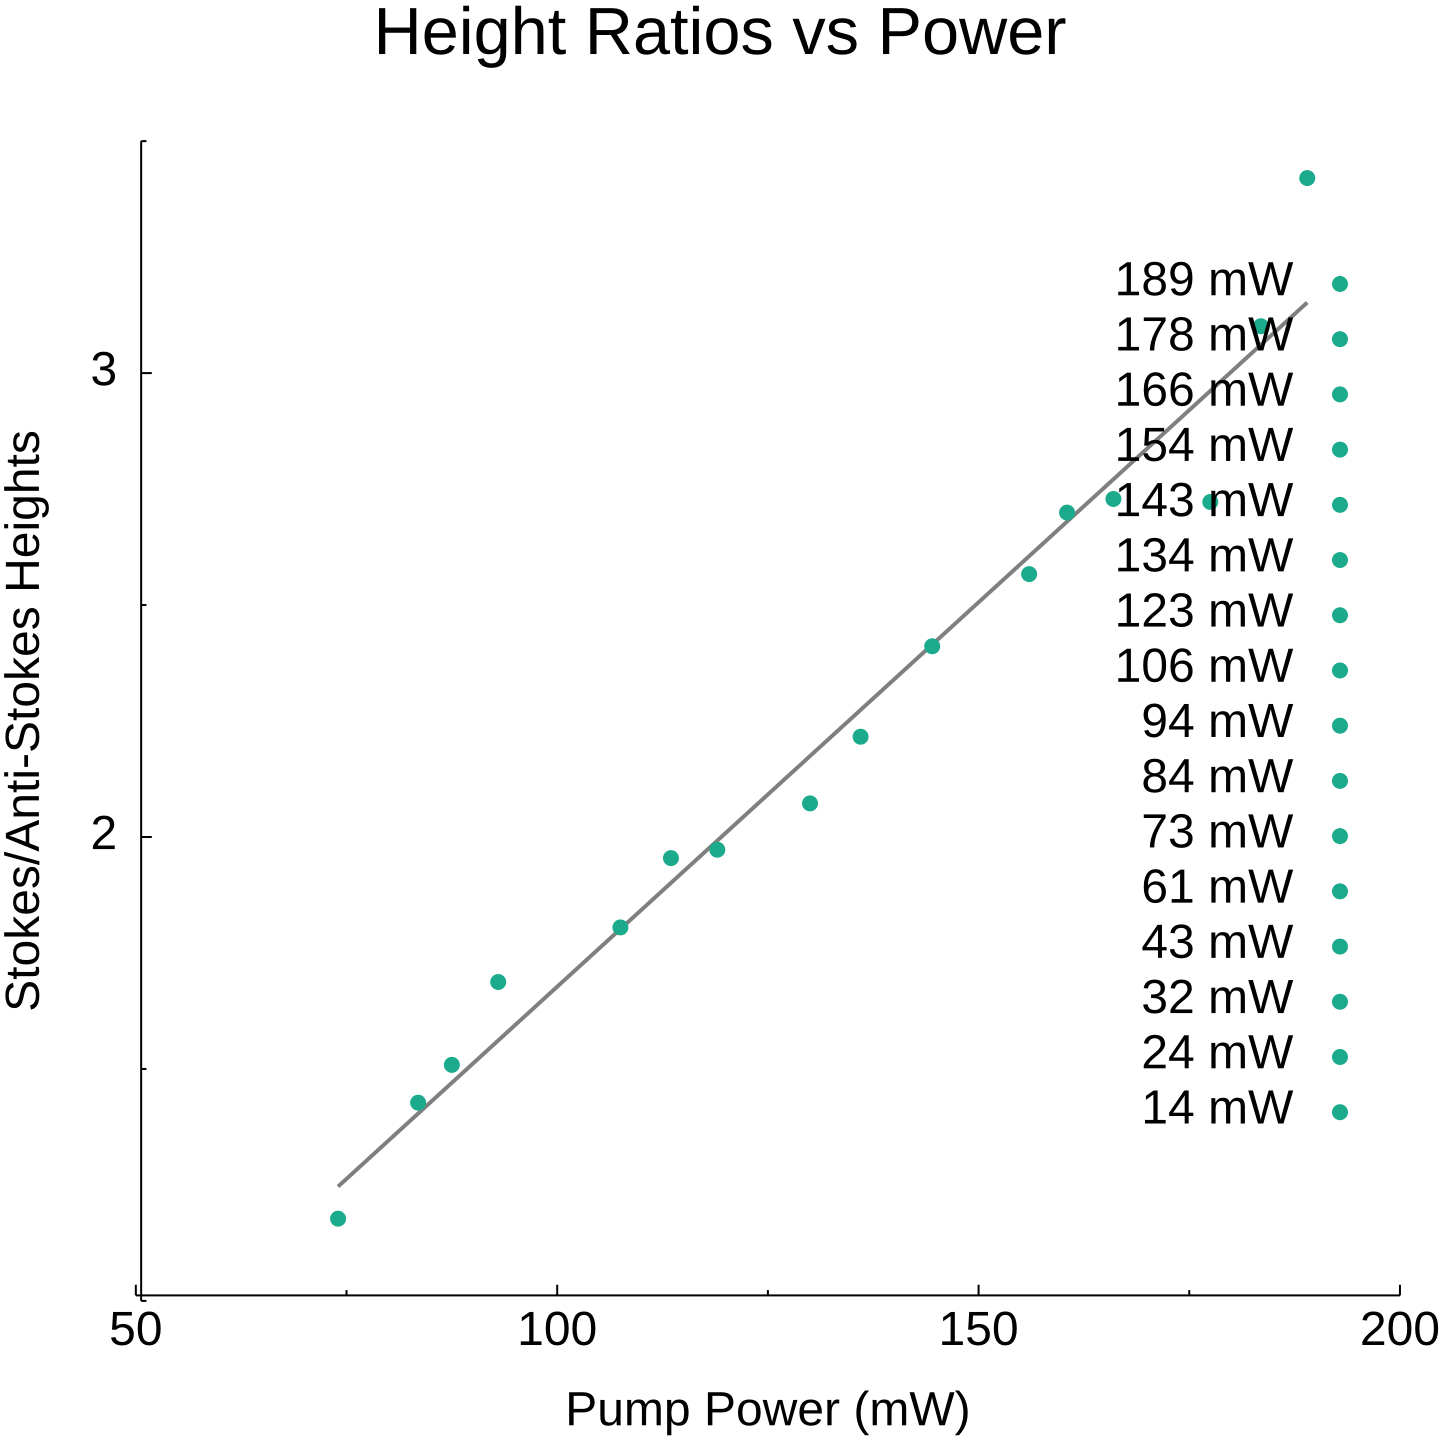 Height Ratios vs Power
Stokes/Anti-Stokes Heights
3
2
189 mW
178 mW
166 mW
154 mW
143 mW
134 mW
123 mW
106 mW
94 mW
84 mW
73 mW
61 mW
43 mW
32 mW
24 mW
14 mW
50 100 150 200
Pump Power (mW)